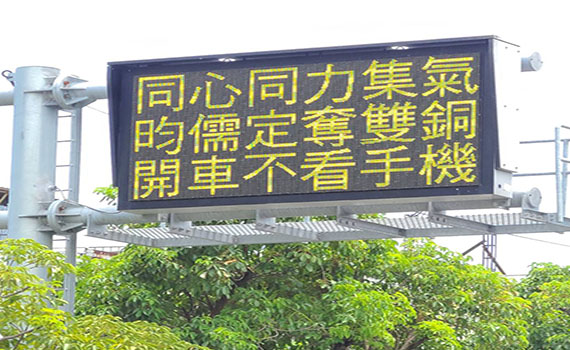 同心同力集氣
昀儒定奪雙銅
開車不看手機